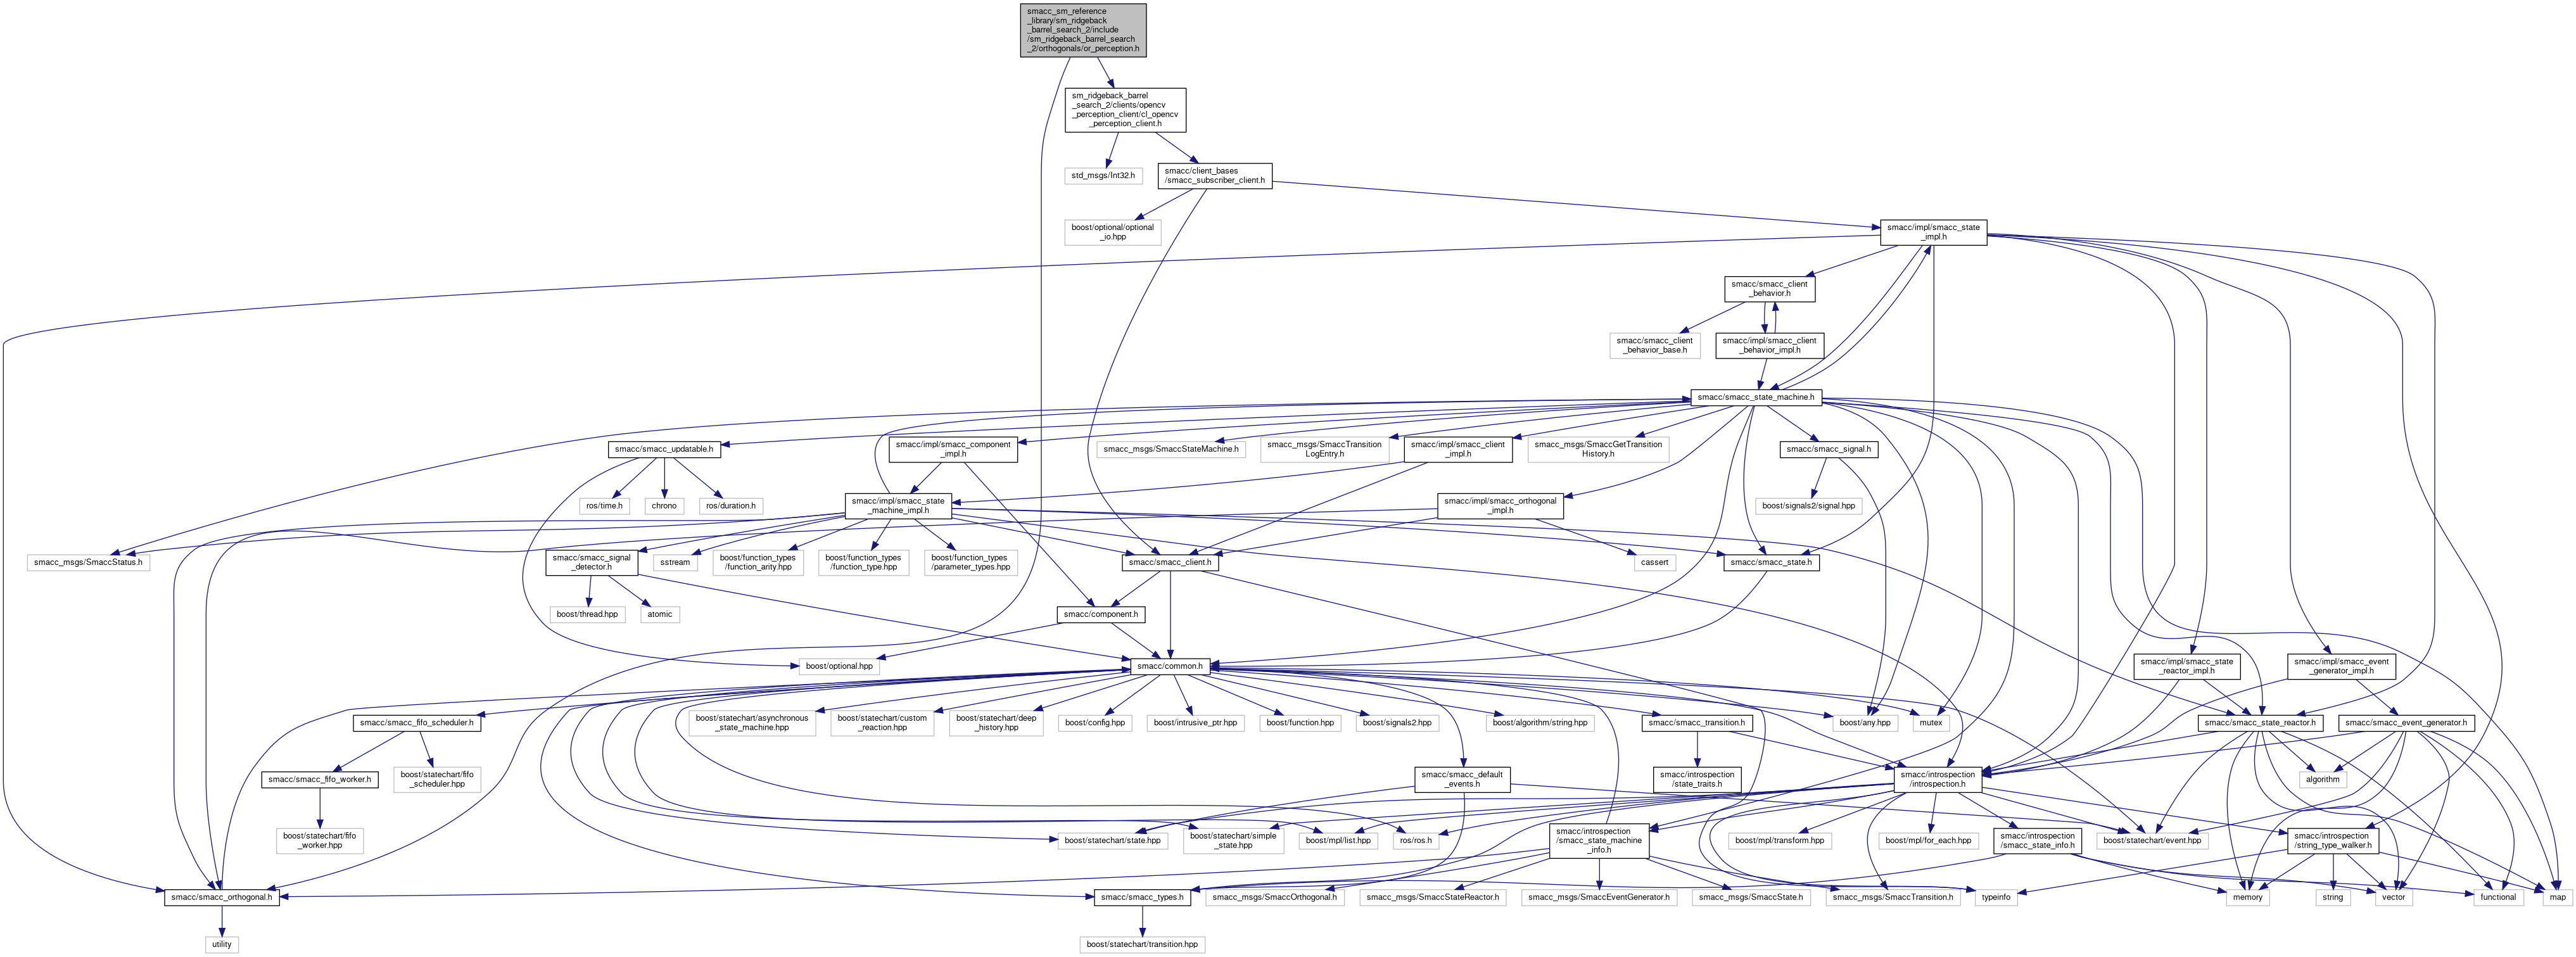 smacc_sm_reference
_library/sm_ridgeback
_barrel_search_2/include
/sm_ridgeback_barrel_search
_2/orthogonals/or_perception.h
sm_ridgeback_barrel
_search_2/clients/opencv
_perception_client/cl_opencv
_perception_client.h
std_msgs/Int32.h
smacc/client_bases
/smacc_subscriber_client.h
boost/optional/optional
_io.hpp
smacc/impl/smacc_state
_impl.h
smacc/smacc_client
_behavior.h
smacc/smacc_client
_behavior_base.h
smacc/impl/smacc_client
_behavior_impl.h
smacc/smacc_state_machine.h
smacc/smacc_updatable.h
smacc/impl/smacc_component
_impl.h
smacc_msgs/SmaccStateMachine.h
smacc_msgs/SmaccTransition
LogEntry.h
smacc/impl/smacc_client
_impl.h
smacc_msgs/SmaccGetTransition
History.h
smacc/smacc_signal.h
ros/time.h
chrono
ros/duration.h
smacc/impl/smacc_state
_machine_impl.h
smacc/impl/smacc_orthogonal
_impl.h
boost/signals2/signal.hpp
smacc_msgs/SmaccStatus.h
smacc/smacc_signal
_detector.h
sstream
boost/function_types
/function_arity.hpp
boost/function_types
/function_type.hpp
boost/function_types
/parameter_types.hpp
smacc/smacc_client.h
cassert
smacc/smacc_state.h
boost/thread.hpp
atomic
smacc/component.h
boost/optional.hpp
smacc/common.h
smacc/impl/smacc_state
_reactor_impl.h
smacc/impl/smacc_event
_generator_impl.h
smacc/smacc_fifo_scheduler.h
boost/statechart/asynchronous
_state_machine.hpp
boost/statechart/custom
_reaction.hpp
boost/statechart/deep
_history.hpp
boost/config.hpp
boost/intrusive_ptr.hpp
boost/function.hpp
boost/signals2.hpp
boost/algorithm/string.hpp
smacc/smacc_transition.h
boost/any.hpp
mutex
smacc/smacc_state_reactor.h
smacc/smacc_event_generator.h
smacc/smacc_fifo_worker.h
boost/statechart/fifo
_scheduler.hpp
smacc/smacc_default
_events.h
smacc/introspection
/state_traits.h
smacc/introspection
/introspection.h
algorithm
boost/statechart/fifo
_worker.hpp
boost/statechart/state.hpp
boost/statechart/simple
_state.hpp
boost/mpl/list.hpp
ros/ros.h
smacc/introspection
/smacc_state_machine
_info.h
boost/mpl/transform.hpp
boost/mpl/for_each.hpp
smacc/introspection
/smacc_state_info.h
boost/statechart/event.hpp
smacc/introspection
/string_type_walker.h
smacc/smacc_orthogonal.h
smacc/smacc_types.h
smacc_msgs/SmaccOrthogonal.h
smacc_msgs/SmaccStateReactor.h
smacc_msgs/SmaccEventGenerator.h
smacc_msgs/SmaccState.h
smacc_msgs/SmaccTransition.h
typeinfo
memory
string
vector
functional
map
utility
boost/statechart/transition.hpp